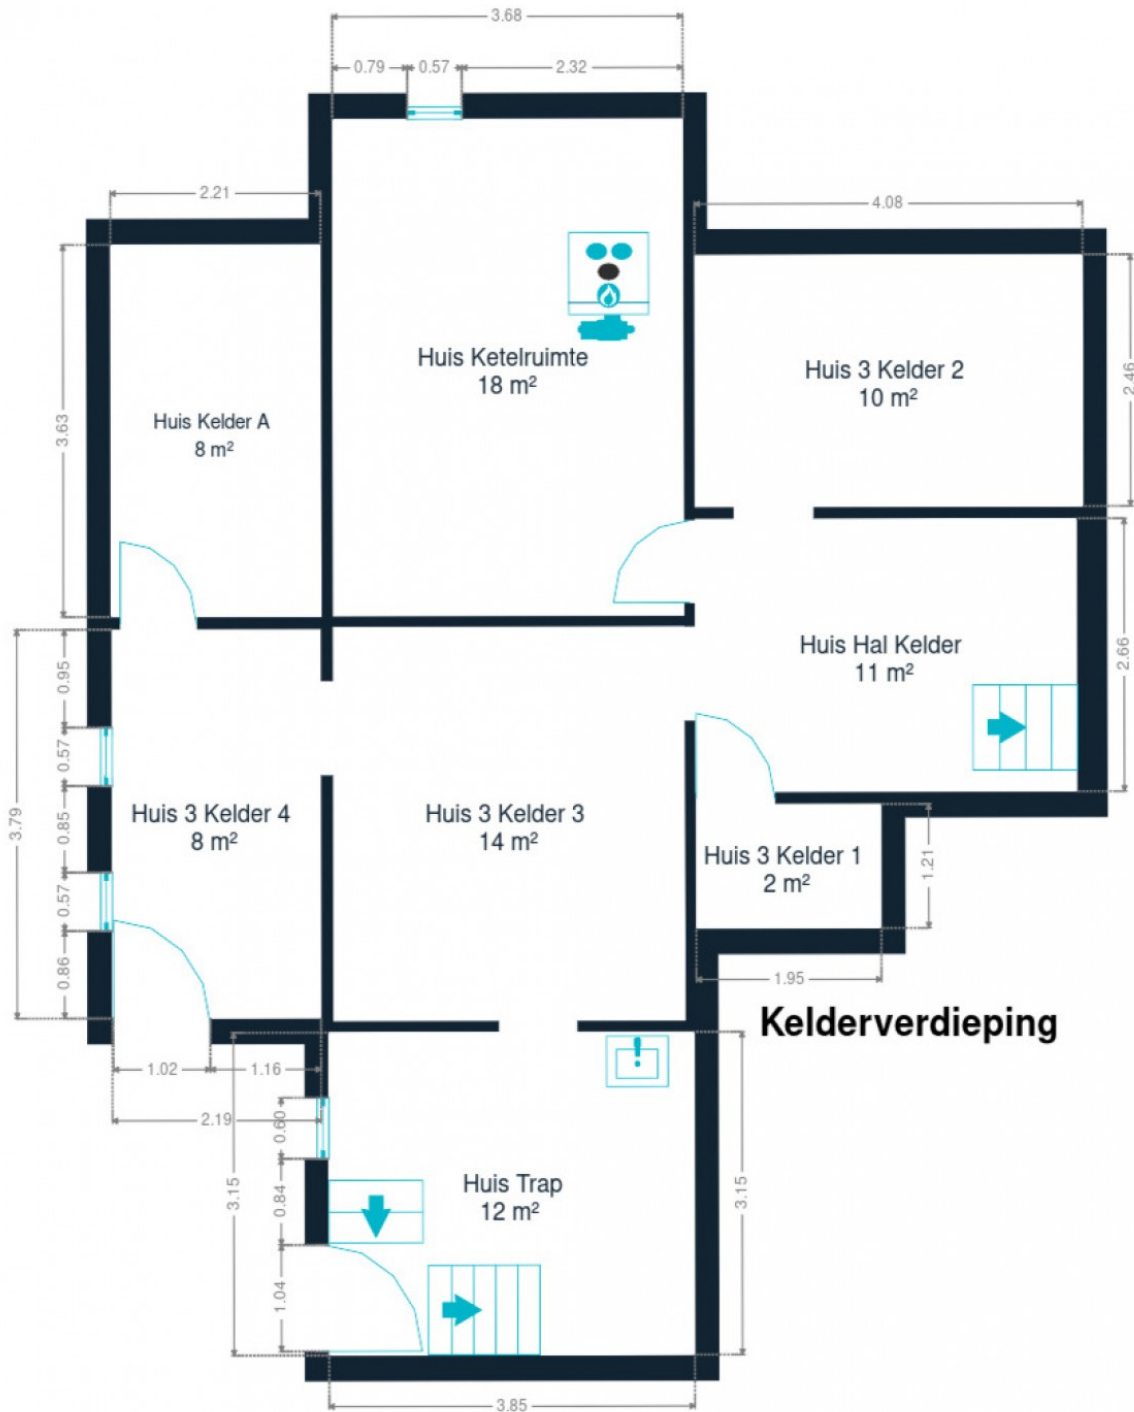 3.68
0.79
0.57
2.32
2.21
4.08
3.63
2.46
Huis Ketelruimte
18 m²
Huis 3 Kelder 2
10 m²
Huis Kelder A
8 m²
0.95
0.57
0.85
0.57
0.86
3.79
Huis Hal Kelder
11 m²
2.66
Huis 3 Kelder 4
8 m²
Huis 3 Kelder 3
14 m²
Huis 3 Kelder 1
2 m²
1.21
1.95
Kelderverdieping
1.02
1.16
2.19
0.60
0.84
1.04
3.15
Huis Trap
12 m²
3.15
3.85